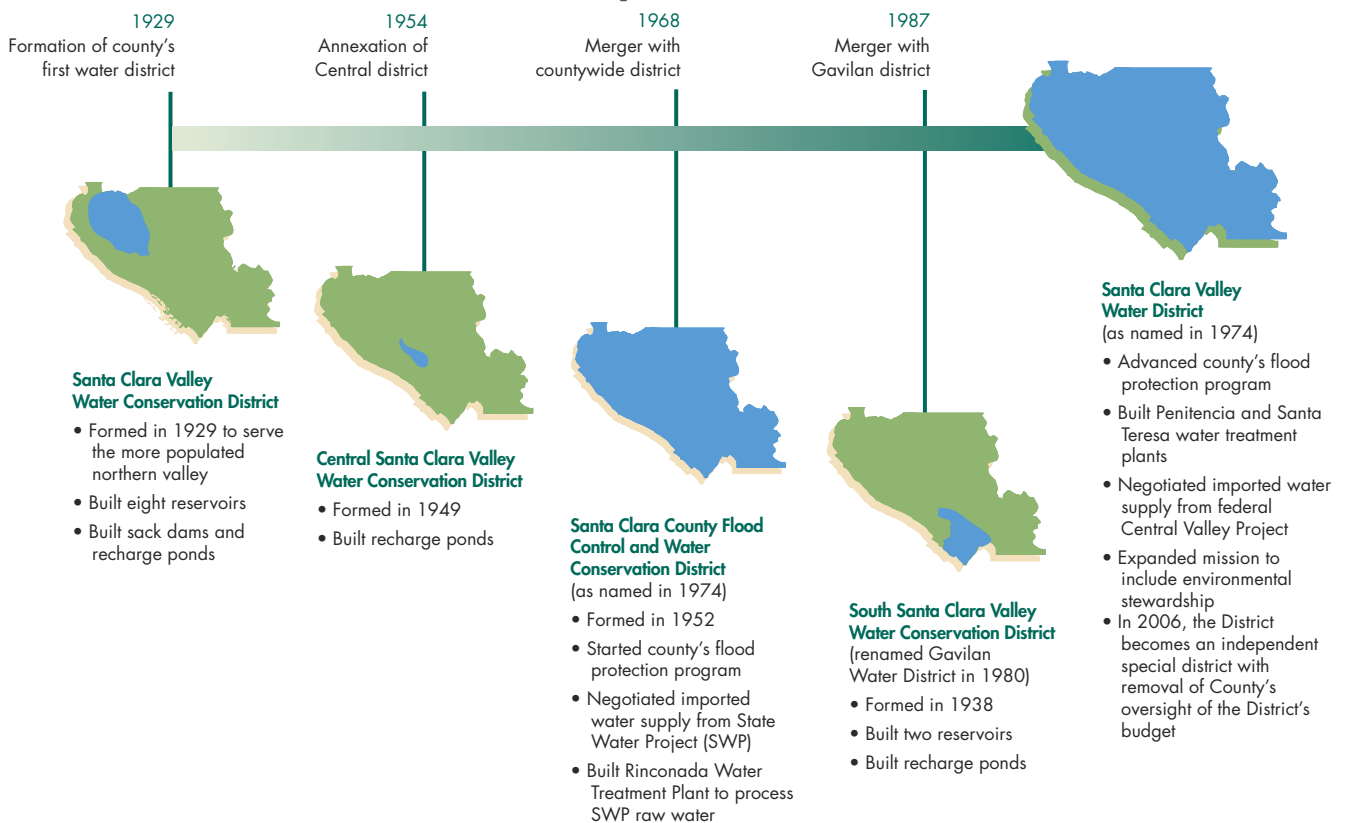 1929
Formation of county's
first water district
1954
Annexation of
Central district
1968
Merger with
countywide district
1987
Merger with
Gavilan district
Santa Clara Valley
Water Conservation District
• Formed in 1929 to serve
the more populated
northern valley
• Built eight reservoirs
• Built sack dams and
recharge ponds
Central Santa Clara Valley
Water Conservation District
• Formed in 1949
• Built recharge ponds
Santa Clara County Flood
Control and Water
Conservation District
(as named in 1974)
• Formed in 1952
• Started county's flood
protection program
• Negotiated imported
water supply from State
Water Project (SWP)
• Built Rinconada Water
Treatment Plant to process
SWP raw water
South Santa Clara Valley
Water Conservation District
(renamed Gavilan
Water District in 1980)
• Formed in 1938
• Built two reservoirs
• Built recharge ponds
Santa Clara Valley
Water District
(as named in 1974)
• Advanced county's flood
protection program
• Built Penitencia and Santa
Teresa water treatment
plants
• Negotiated imported water
supply from federal
Central Valley Project
• Expanded mission to
include environmental
stewardship
• In 2006, the District
becomes an independent
special district with
removal of County's
oversight of the District's
budget